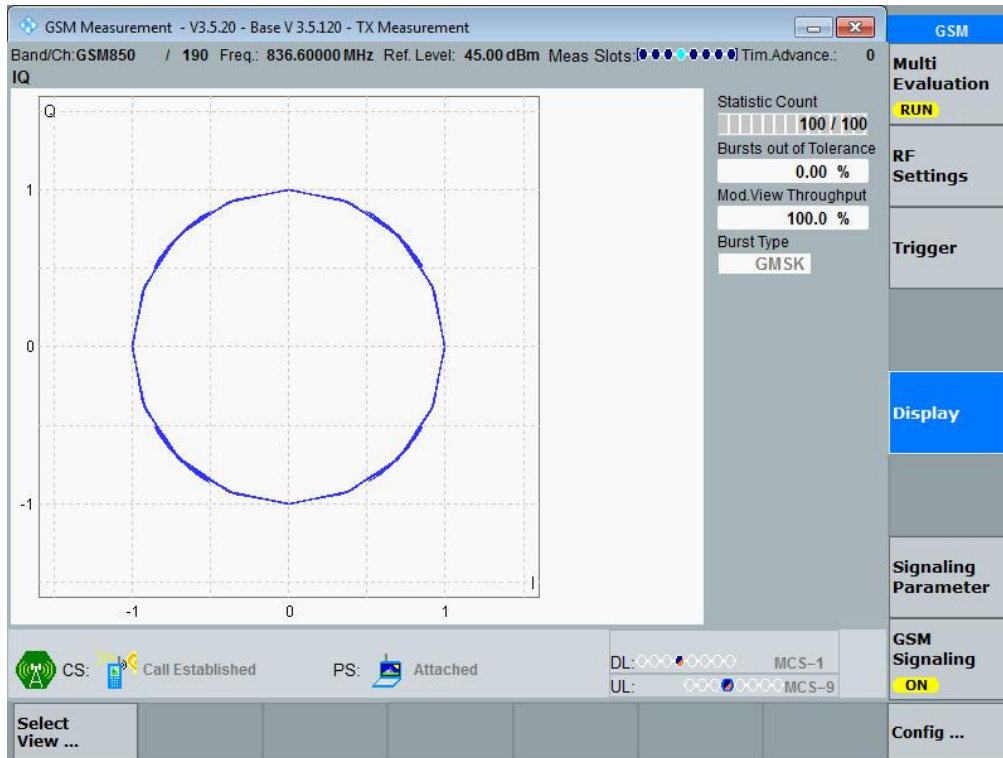 GSM Measurement - V3.5.20 - Base V 3.5.120 - TX Measurement
GSM
Band/Ch: GSM850 / 190 Freq.: 836.60000 MHz Ref. Level: 45.00 dBm Meas Slots: Tim.Advance.: 0
IQ
Multi
Evaluation
RUN
Q
Statistic Count
100 / 100
Bursts out of Tolerance
0.00 %
Mod.View Throughput
100.0 %
Burst Type
GMSK
RF
Settings
Trigger
1
0
-1
I
-1 0 1
Display
Signaling
Parameter
CS: Call Established PS: Attached
DL: MCS-1
UL: MCS-9
GSM
Signaling
ON
Select
View ...
Config ...